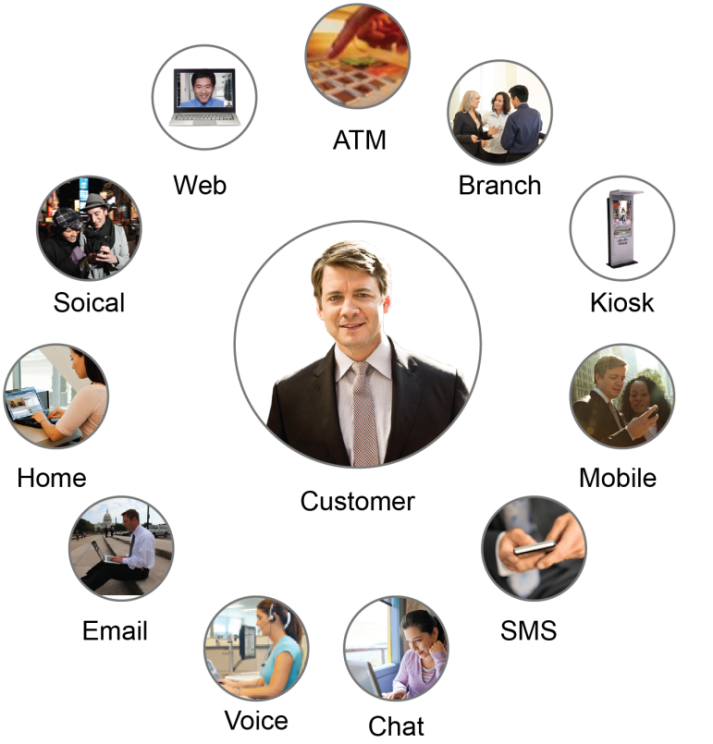 ATM
Web
Branch
Soical
Kiosk
Home
Mobile
Customer
Email
SMS
Voice
Chat